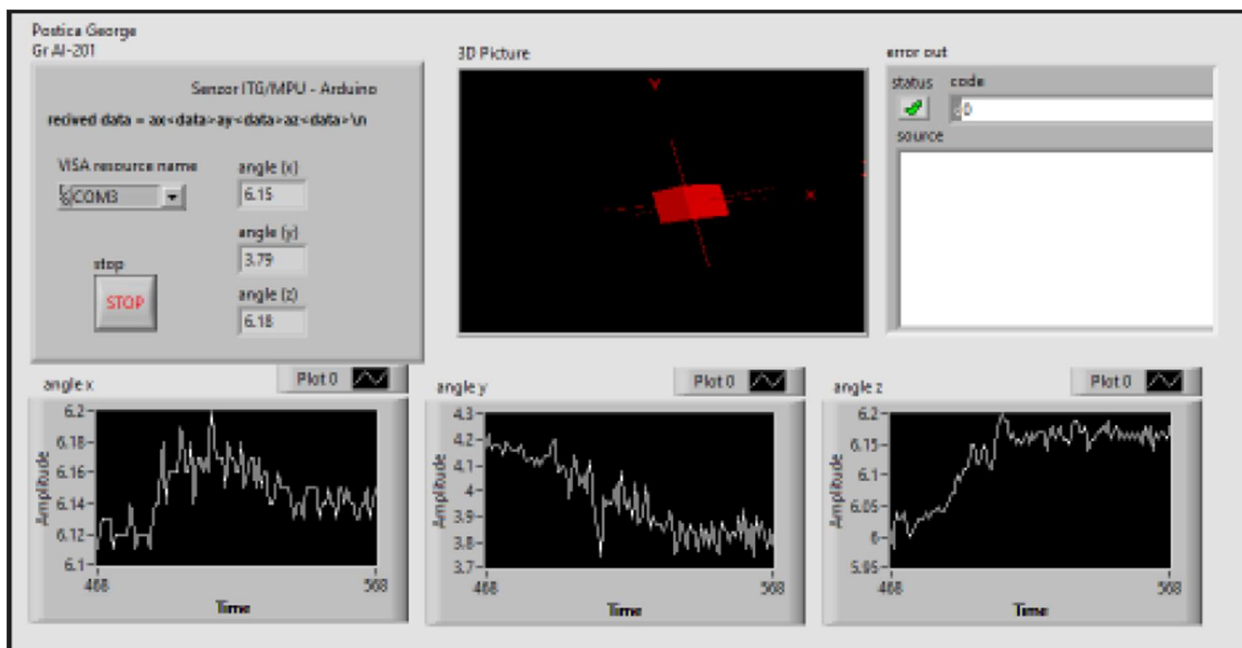 Postica George
Gr AI-201
Senzor ITG/MPU - Arduino
recived data = ax<data>ay<data>az<data>\n
VISA resource name
COM3
angle (x)
6.15
angle (y)
3.79
angle (z)
6.18
stop
STOP
3D Picture
Y
X
error out
status
code
d0
source
angle x
Plot 0
Amplitude
6.2
6.18
6.16
6.14
6.12
6.1
468
568
Time
angle y
Plot 0
Amplitude
4.3
4.2
4.1
4
3.9
3.8
3.7
468
568
Time
angle z
Plot 0
Amplitude
6.2
6.15
6.1
6.05
6
5.95
468
568
Time